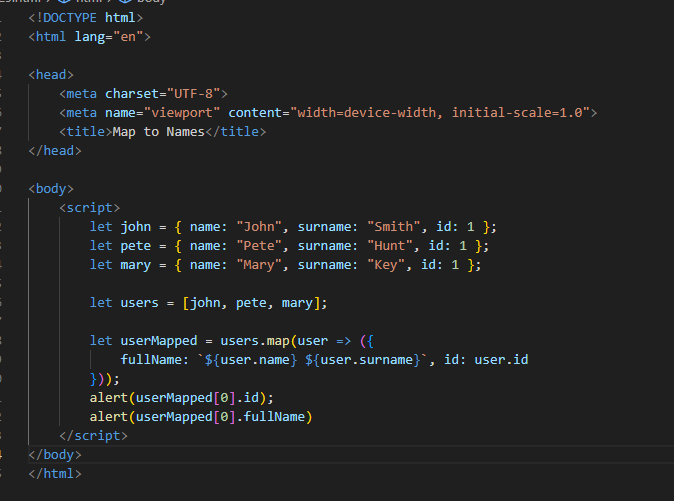 html > body
<!DOCTYPE html>
<html lang="en">
<head>
<meta charset="UTF-8">
<meta name="viewport" content="width=device-width, initial-scale=1.0">
<title>Map to Names</title>
</head>
<body>
<script>
let john = { name: "John", surname: "Smith", id: 1 };
let pete = { name: "Pete", surname: "Hunt", id: 1 };
let mary = { name: "Mary", surname: "Key", id: 1 };
let users = [john, pete, mary];
let userMapped = users.map(user => ({
fullName: `${user.name} ${user.surname}`, id: user.id
}));
alert(userMapped[0].id);
alert(userMapped[0].fullName)
</script>
</body>
</html>